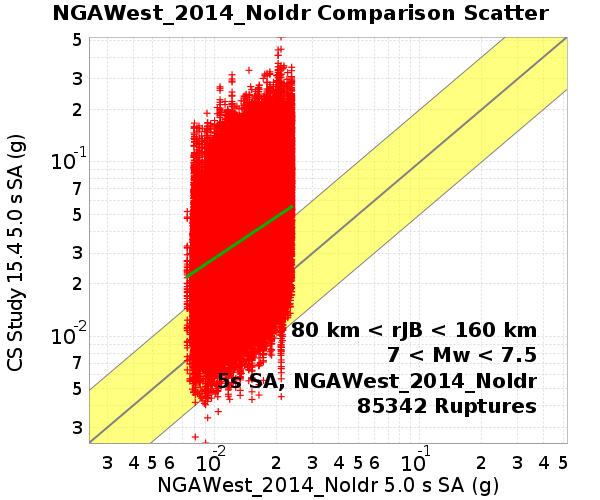 NGAWest_2014_NoIdr Comparison Scatter
5
3
2
10-1
7
5
3
2
10-2
7
5
3
CS Study 15.4 5.0 s SA (g)
80 km < rJB < 160 km
7 < Mw < 7.5
5s SA, NGAWest_2014_NoIdr
85342 Ruptures
3 4 5 6 10-2 2 3 4 5 6 10-1 2 3 4 5
NGAWest_2014_NoIdr 5.0 s SA (g)